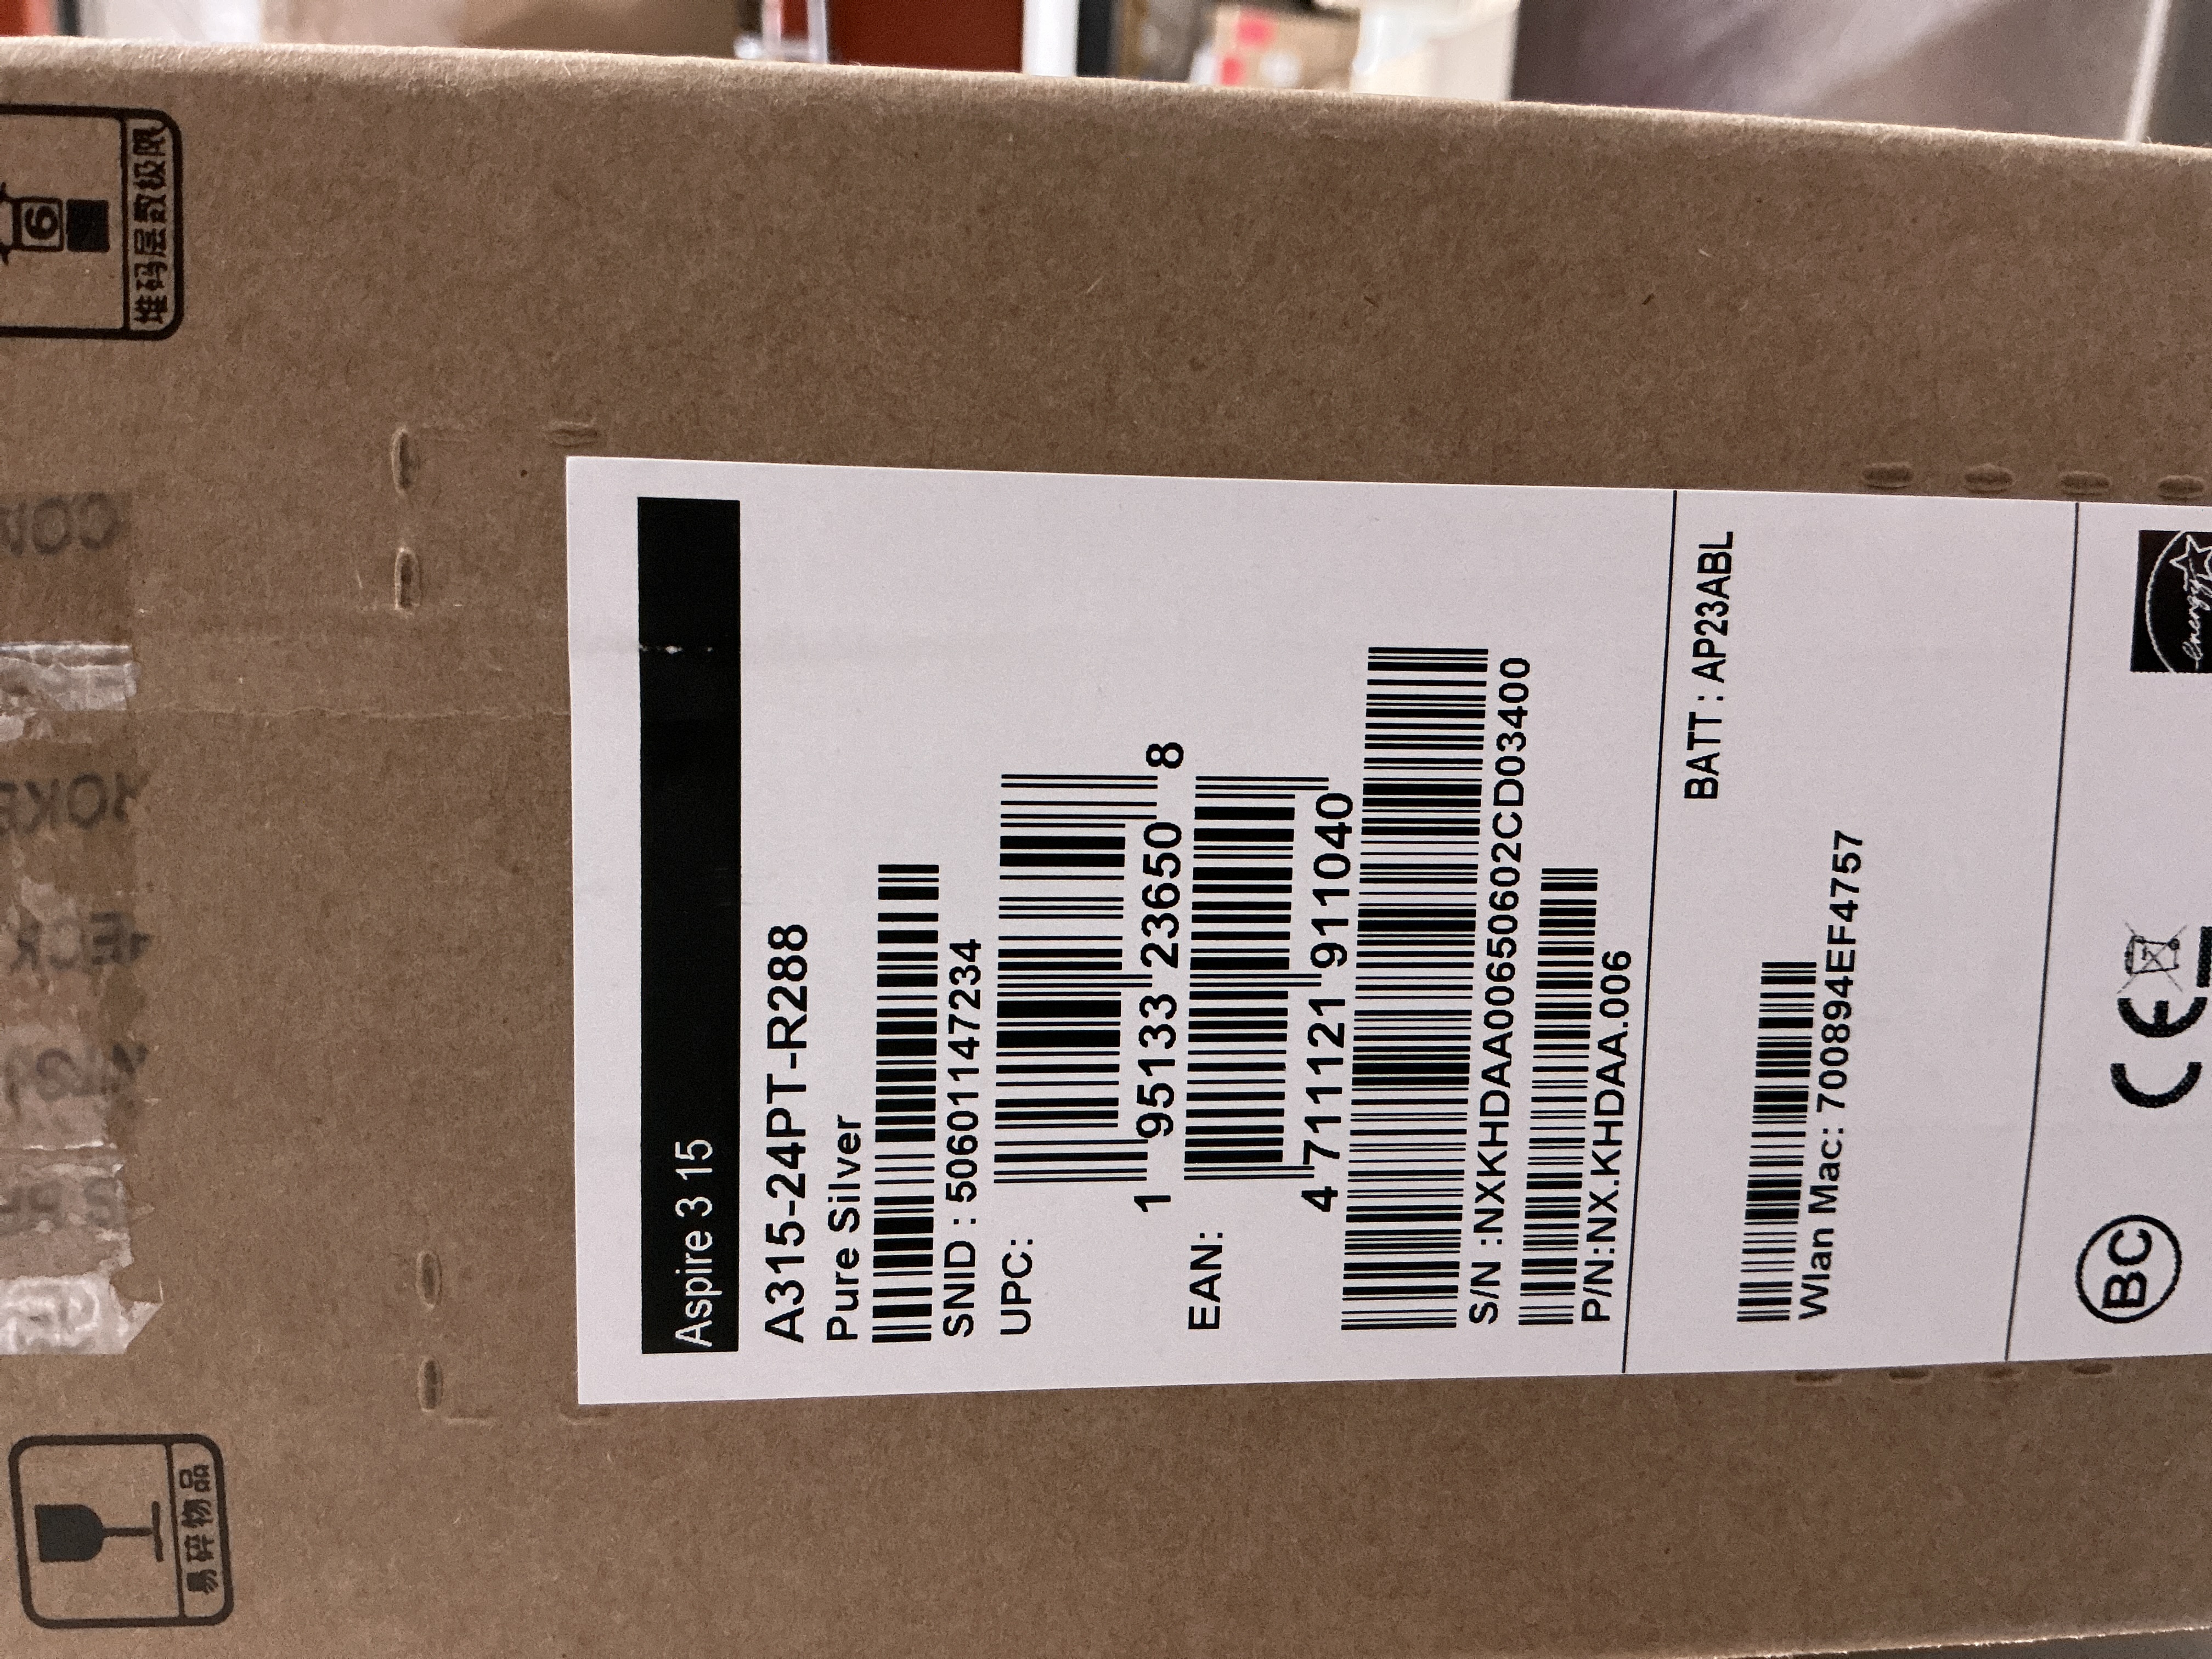 Aspire 3 15
A315-24PT-R288
Pure Silver
SNID : 50601147234
UPC:
1 95133 23650 8
EAN:
4 711121 911040
S/N :NXKHDAA00650602CD03400
P/N:NX.KHDAA.006
BATT : AP23ABL
Wlan Mac: 700894EF4757
BC
CE
energy
6
堆码层数极限
易碎物品